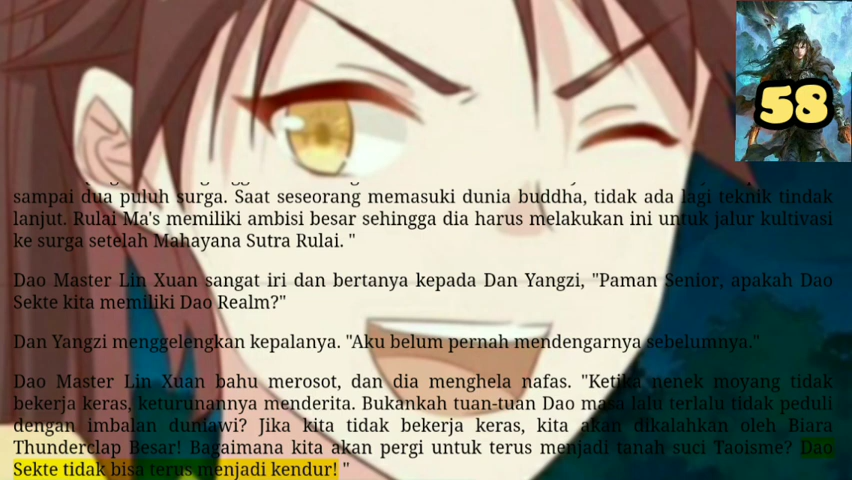 58
sampai dua puluh surga. Saat seseorang memasuki dunia buddha, tidak ada lagi teknik tindak
lanjut. Rulai Ma's memiliki ambisi besar sehingga dia harus melakukan ini untuk jalur kultivasi
ke surga setelah Mahayana Sutra Rulai. "
Dao Master Lin Xuan sangat iri dan bertanya kepada Dan Yangzi, "Paman Senior, apakah Dao
Sekte kita memiliki Dao Realm?"
Dan Yangzi menggelengkan kepalanya. "Aku belum pernah mendengarnya sebelumnya."
Dao Master Lin Xuan bahu merosot, dan dia menghela nafas. "Ketika nenek moyang tidak
bekerja keras, keturunannya menderita. Bukankah tuan-tuan Dao masa lalu terlalu tidak peduli
dengan imbalan duniawi? Jika kita tidak bekerja keras, kita akan dikalahkan oleh Biara
Thunderclap Besar! Bagaimana kita akan pergi untuk terus menjadi tanah suci Taoisme? Dao
Sekte tidak bisa terus menjadi kendur! "